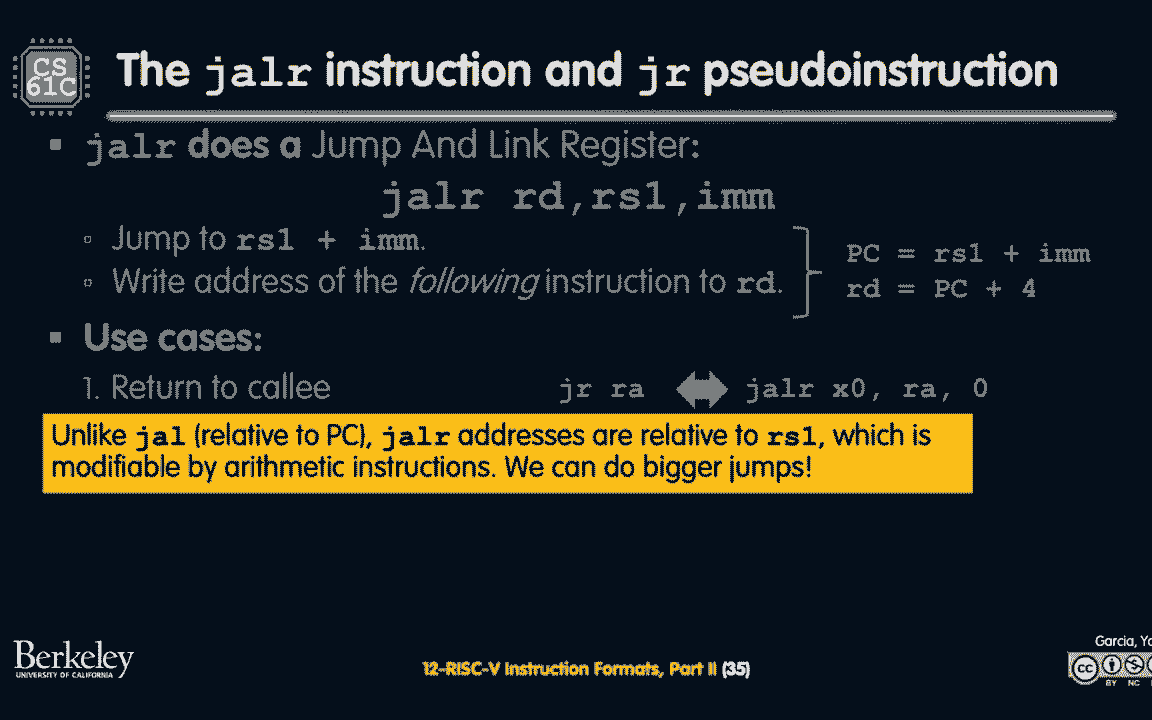 CS
61C
The jalr instruction and jr pseudoinstruction
▪ jalr does a Jump And Link Register:
jalr rd,rs1,imm
▫ Jump to rs1 + imm.
▫ Write address of the following instruction to rd.
PC = rs1 + imm
rd = PC + 4
▪ Use cases:
1. Return to callee
jr ra
jalr x0, ra, 0
Unlike jal (relative to PC), jalr addresses are relative to rs1, which is
modifiable by arithmetic instructions. We can do bigger jumps!
Berkeley
UNIVERSITY OF CALIFORNIA
12-RISC-V Instruction Formats, Part II (35)
Garcia,
cc
BY NC